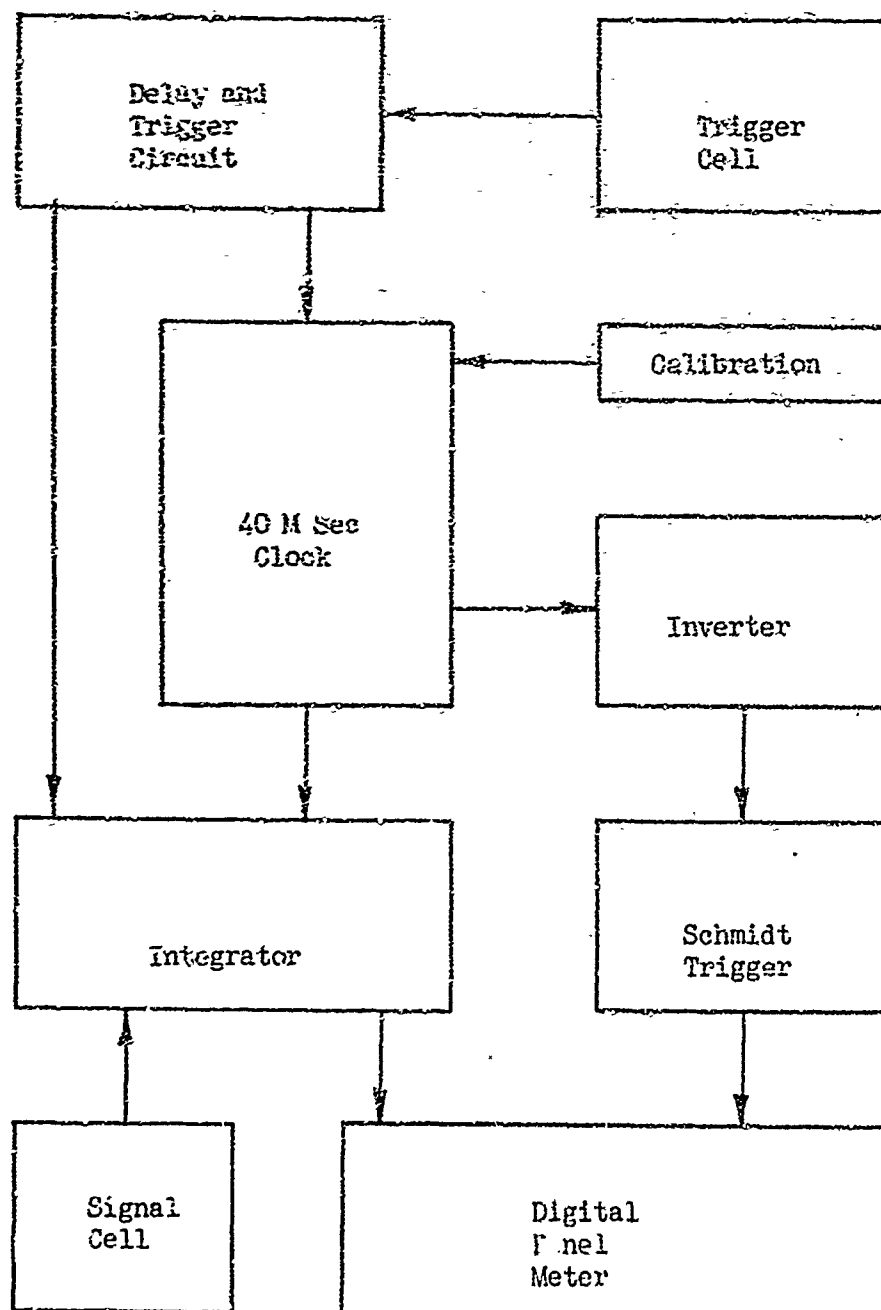 Delay and
Trigger
Circuit
Trigger
Cell
Calibration
40 M Sec
Clock
Inverter
Integrator
Schmidt
Trigger
Signal
Cell
Digital
Meter